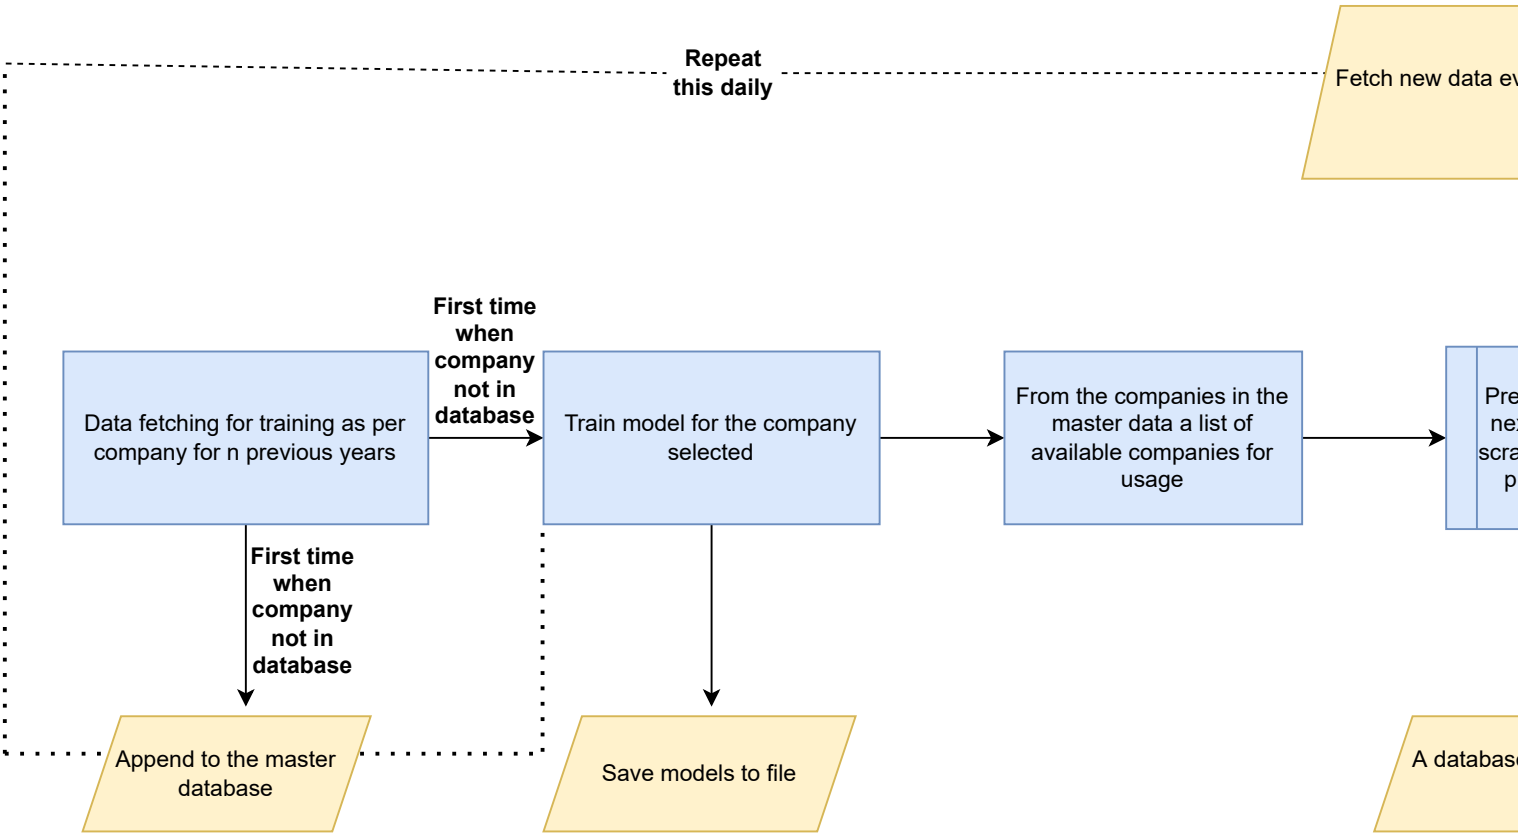 Repeat
this daily
Fetch new data
First time
when
company
not in
database
Data fetching for training as per
company for n previous years
Train model for the company
selected
From the companies in the
master data a list of
available companies for
usage
First time
when
company
not in
database
Append to the master
database
Save models to file
A